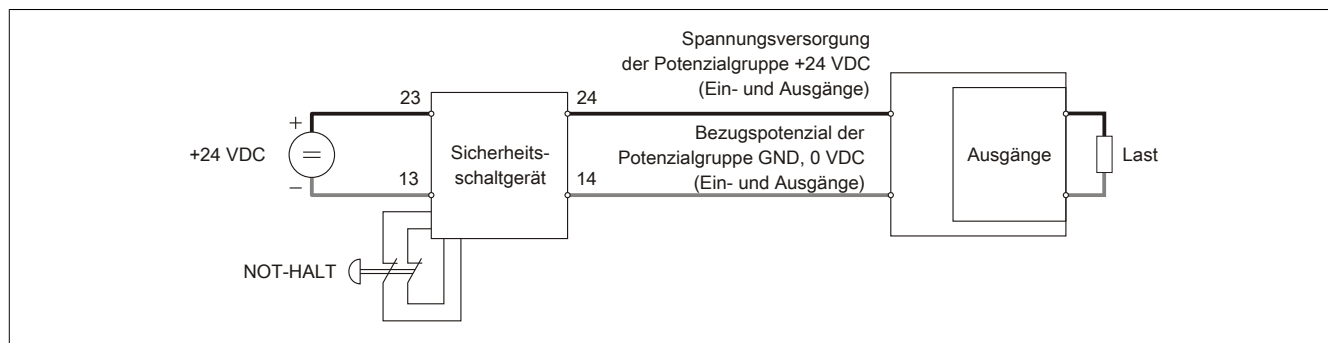 Spannungsversorgung
der Potenzialgruppe +24 VDC
(Ein- und Ausgänge)
23
24
+
+24 VDC
−
Sicherheits-
schaltgerät
Bezugspotenzial der
Potenzialgruppe GND, 0 VDC
(Ein- und Ausgänge)
Ausgänge
Last
13
14
NOT-HALT